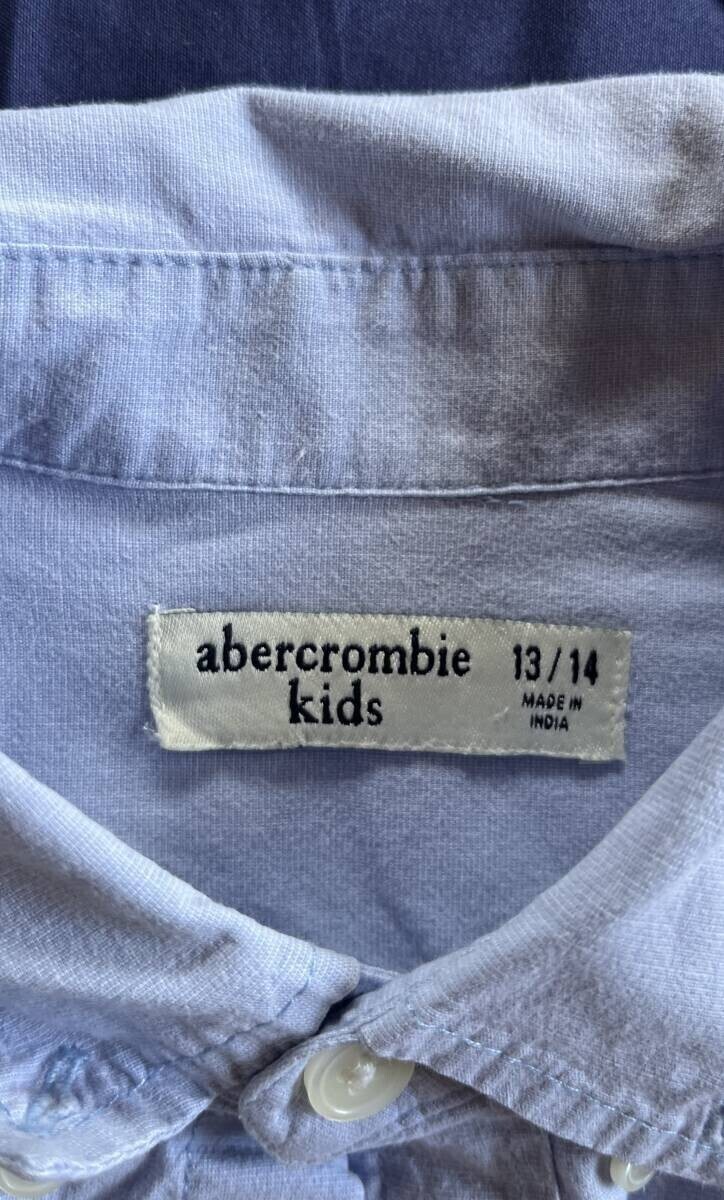 abercrombie
kids
13/14
MADE IN
INDIA